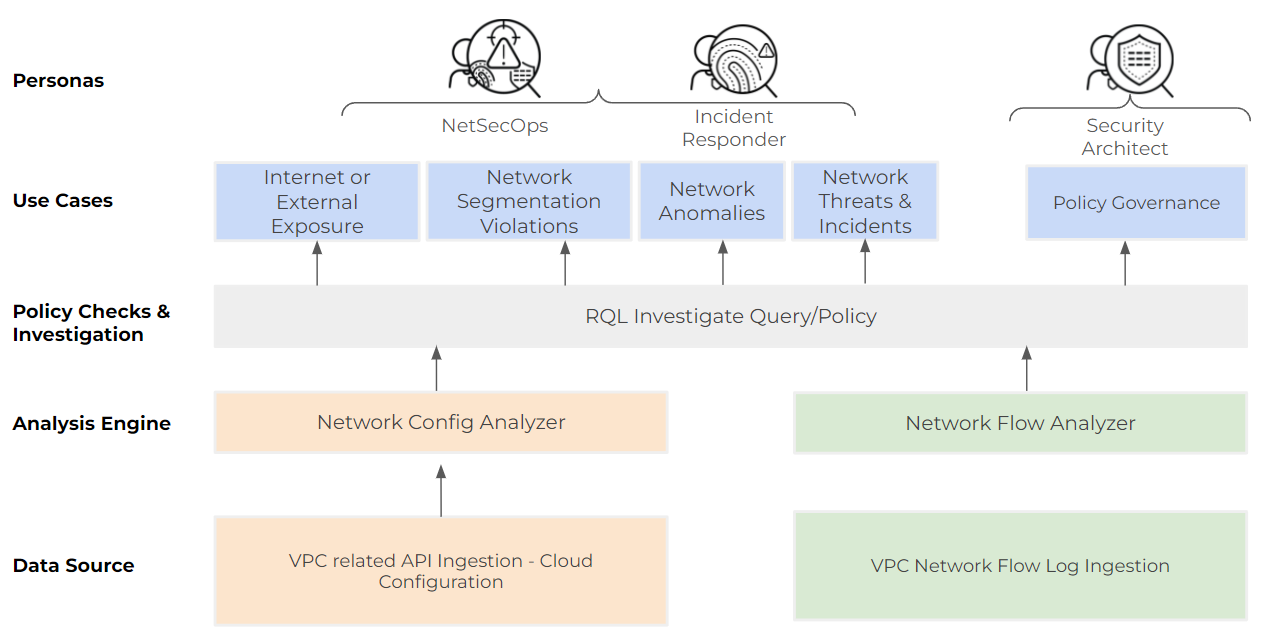 Personas
NetSecOps
Incident
Responder
Security
Architect
Use Cases
Internet or
External
Exposure
Network
Segmentation
Violations
Network
Anomalies
Network
Threats &
Incidents
Policy Governance
Policy Checks &
Investigation
RQL Investigate Query/Policy
Analysis Engine
Network Config Analyzer
Network Flow Analyzer
Data Source
VPC related API Ingestion - Cloud
Configuration
VPC Network Flow Log Ingestion